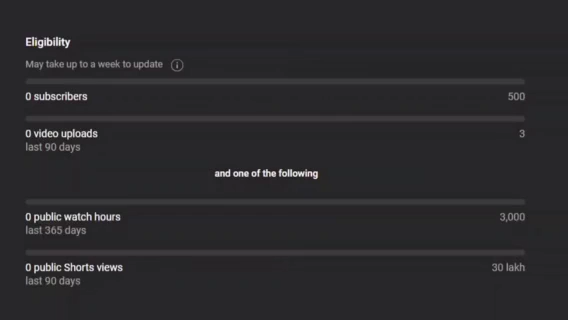 Eligibility
May take up to a week to update
0 subscribers 500
0 video uploads 3
last 90 days
and one of the following
0 public watch hours 3,000
last 365 days
0 public Shorts views 30 lakh
last 90 days